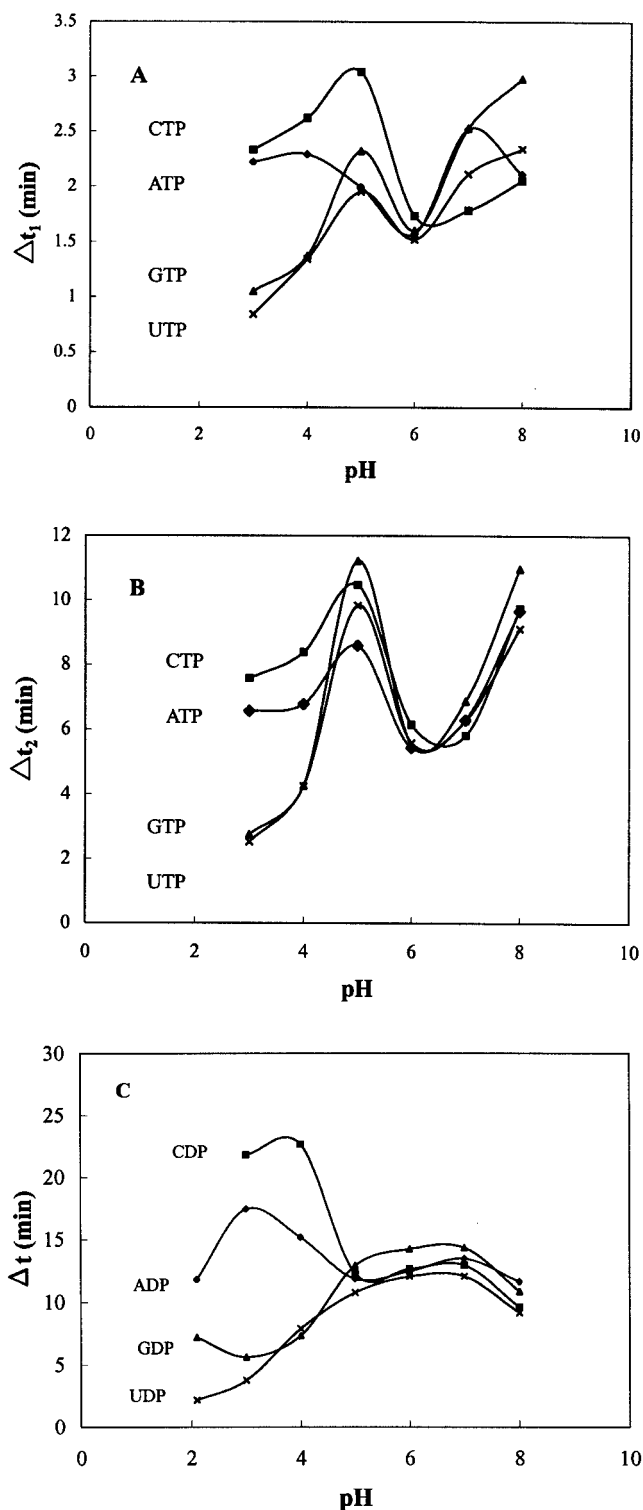 3.5
3
2.5
2
1.5
1
0.5
0
A
CTP
ATP
GTP
UTP
△t1 (min)
0 2 4 6 8 10
pH
12
10
8
6
4
2
0
B
CTP
ATP
GTP
UTP
△t2 (min)
0 2 4 6 8 10
pH
30
25
20
15
10
5
0
C
CDP
ADP
GDP
UDP
△t (min)
0 2 4 6 8 10
pH